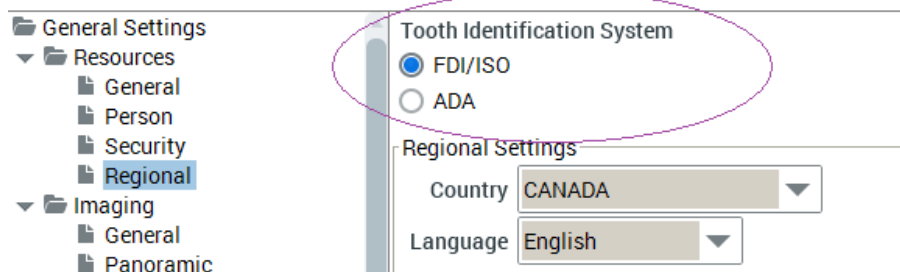 General Settings
Resources
General
Person
Security
Regional
Imaging
General
Panoramic
Tooth Identification System
FDI/ISO
ADA
Regional Settings
Country CANADA
Language English